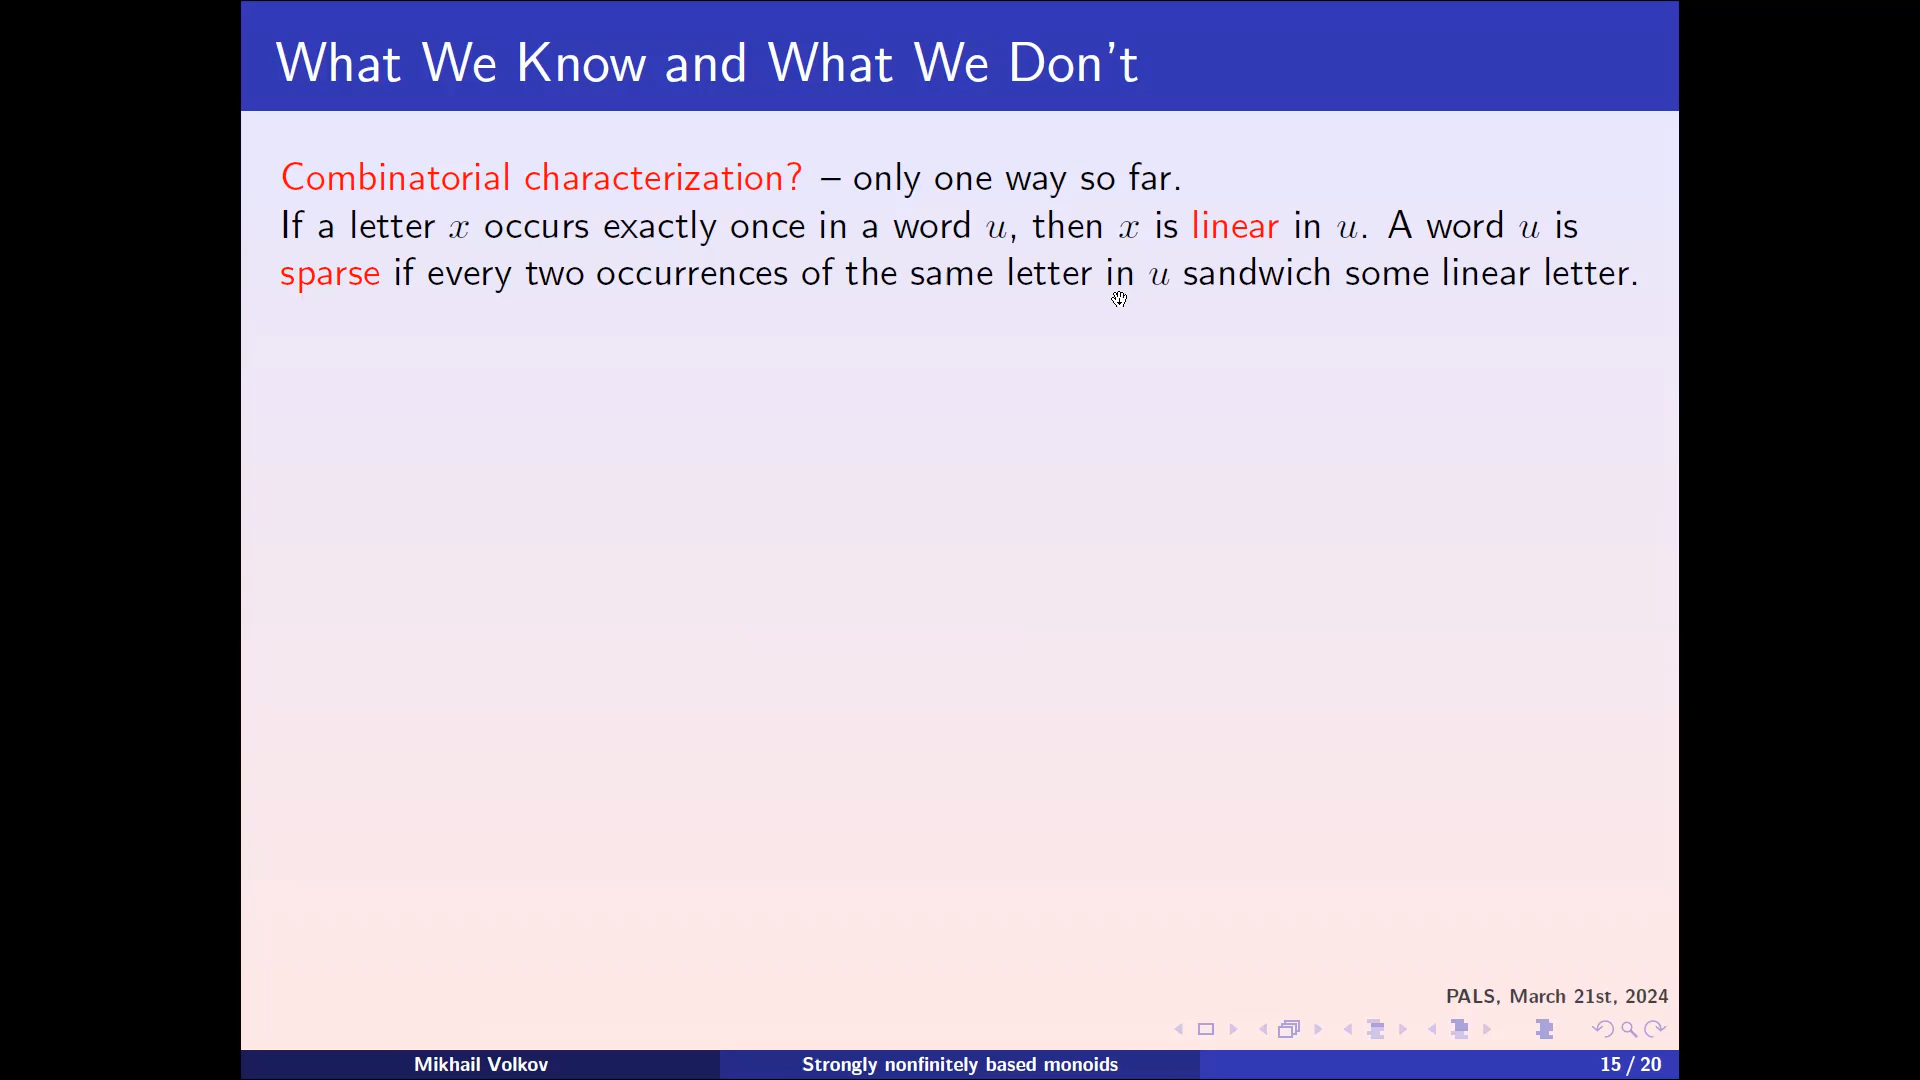 What We Know and What We Don't
Combinatorial characterization? – only one way so far.
If a letter x occurs exactly once in a word u, then x is linear in u. A word u is
sparse if every two occurrences of the same letter in u sandwich some linear letter.
PALS, March 21st, 2024
Mikhail Volkov
Strongly nonfinitely based monoids
15 / 20